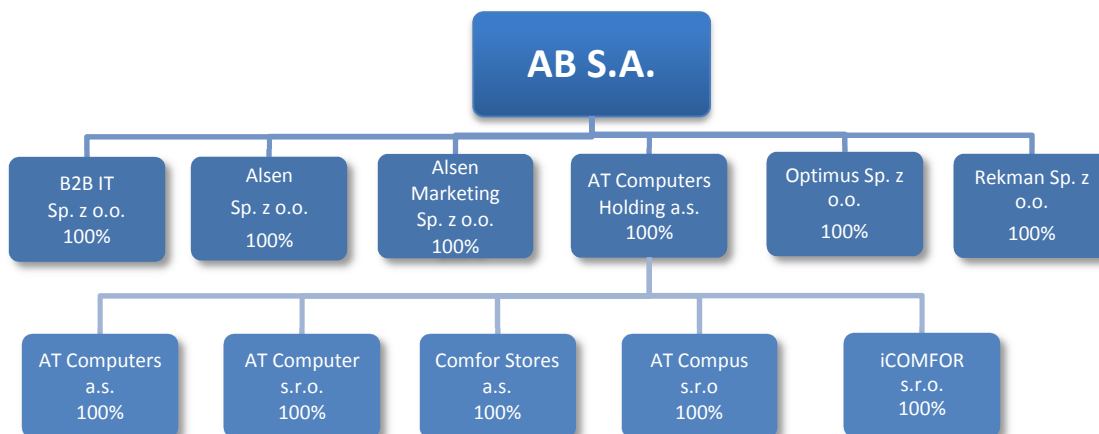 AB S.A.
B2B IT
Sp. z o.o.
100%
Alsen
Sp. z o.o.
100%
Alsen
Marketing
Sp. z o.o.
100%
AT Computers
Holding a.s.
100%
Optimus Sp. z
o.o.
100%
Rekman Sp. z
o.o.
100%
AT Computers
a.s.
100%
AT Computer
s.r.o.
100%
Comfor Stores
a.s.
100%
AT Compus
s.r.o
100%
iCOMFOR
s.r.o.
100%